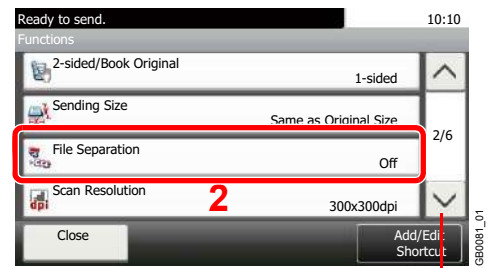 Ready to send. 10:10
Functions
2-sided/Book Original
1-sided
Sending Size
Same as Original Size
2/6
File Separation
Off
Scan Resolution
2
300x300dpi
dpi
Close
Add/Edit
Shortcut
GB0081_01